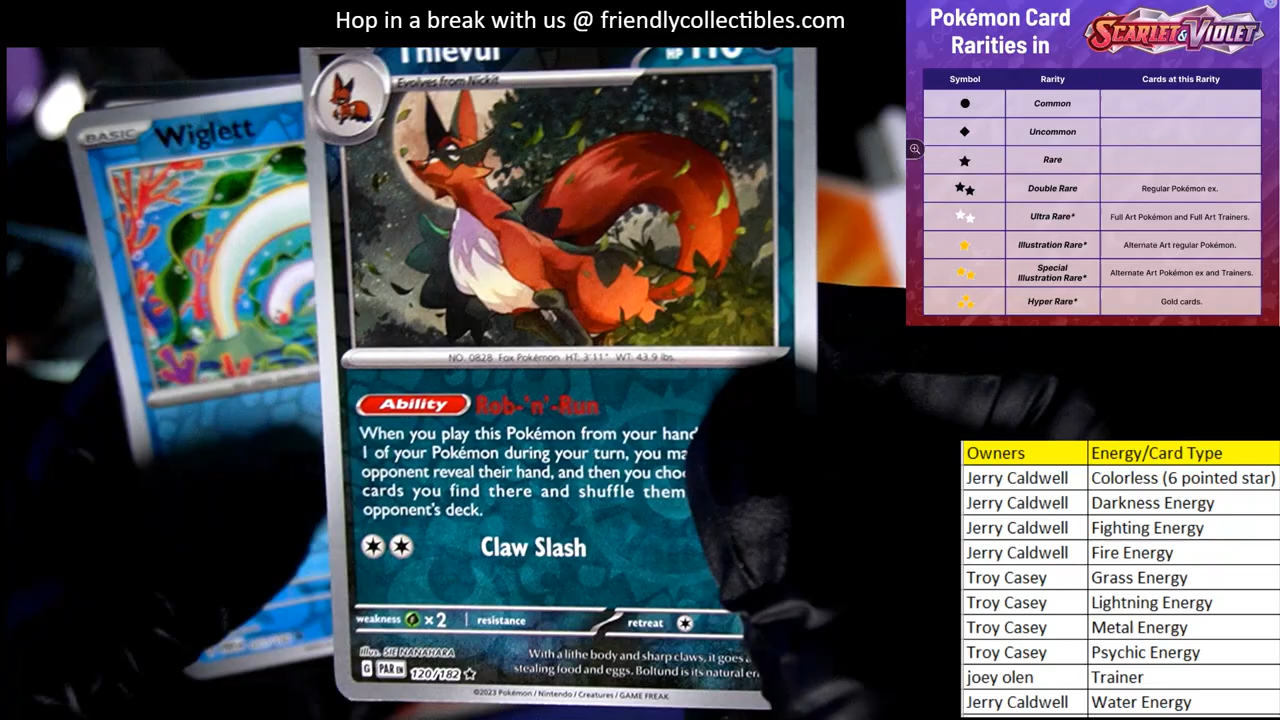 Hop in a break with us @ friendlycollectibles.com
Pokémon Card
Rarities in
SCARLET & VIOLET
Symbol Rarity Cards at this Rarity
Common
Uncommon
Rare
Double Rare Regular Pokémon ex.
Ultra Rare* Full Art Pokémon and Full Art Trainers.
Illustration Rare* Alternate Art regular Pokémon.
Special
Illustration Rare* Alternate Art Pokémon ex and Trainers.
Hyper Rare* Gold cards.
BASIC Wiglett
Thievul HP 110
Evolves from Nickit
NO. 0828 Fox Pokémon HT: 3'11" WT: 43.9 lbs.
Ability Rob-'n'-Run
When you play this Pokémon from your hand
1 of your Pokémon during your turn, you
opponent reveal their hand, and then you
cards you find there and shuffle them
opponent's deck.
Claw Slash
weakness ×2 resistance retreat
Illus. SIE NANAHARA
With a lithe body and sharp claws, it goes
stealing food and eggs. Boltund is its natural
G PAR EN 120/182
©2023 Pokémon / Nintendo / Creatures / GAME FREAK
Owners Energy/Card Type
Jerry Caldwell Colorless (6 pointed star)
Jerry Caldwell Darkness Energy
Jerry Caldwell Fighting Energy
Jerry Caldwell Fire Energy
Troy Casey Grass Energy
Troy Casey Lightning Energy
Troy Casey Metal Energy
Troy Casey Psychic Energy
joey olen Trainer
Jerry Caldwell Water Energy